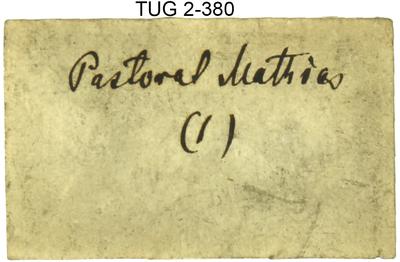 TUG 2-380
Pastoral Mathias
(1)